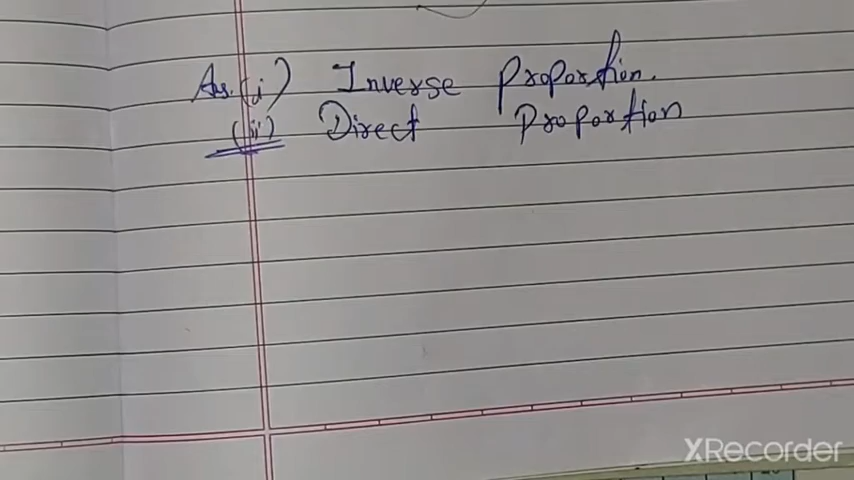 Ans. (i) Inverse Proportion.
(ii) Direct Proportion
XRecorder